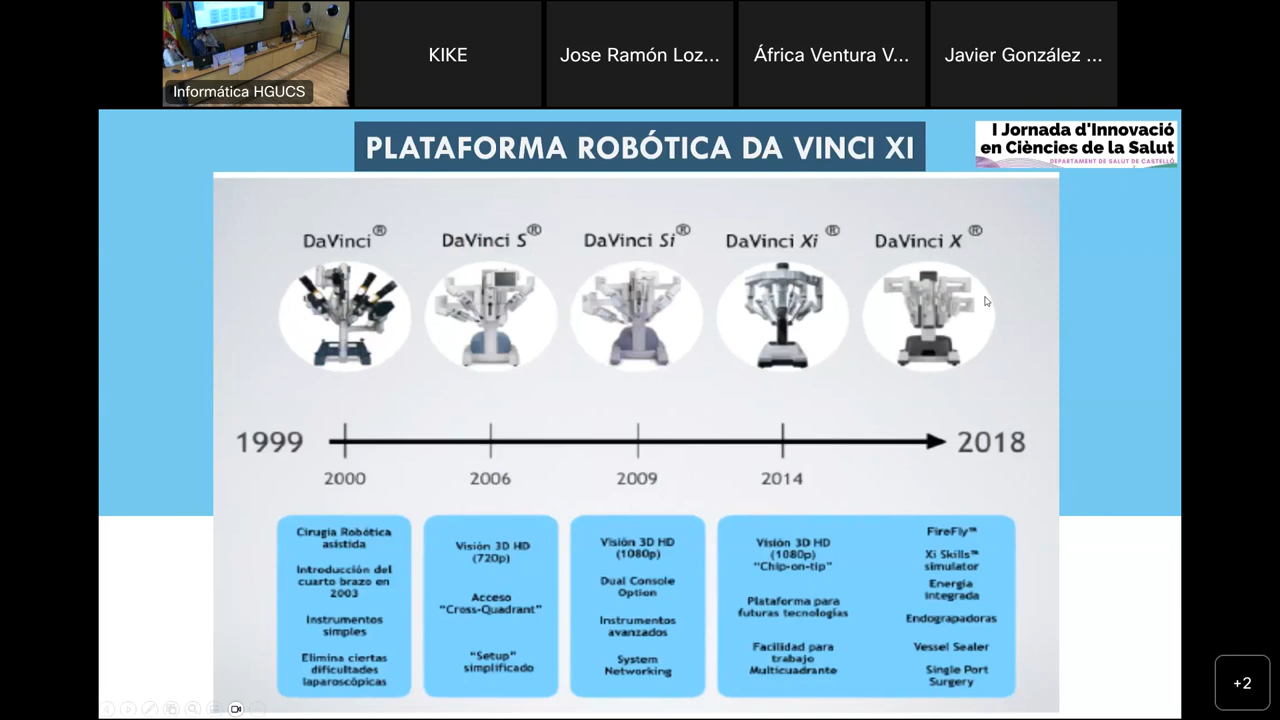 Informática HGUCS
KIKE
Jose Ramón Loz...
África Ventura V...
Javier González ...
PLATAFORMA ROBÓTICA DA VINCI XI
I Jornada d'Innovació
en Ciències de la Salut
DEPARTAMENT DE SALUT DE CASTELLÓ
DaVinci®
DaVinci S®
DaVinci Si®
DaVinci Xi ®
DaVinci X ®
1999
2018
2000
2006
2009
2014
Cirugía Robótica
asistida
Introducción del
cuarto brazo en
2003
Instrumentos
simples
Elimina ciertas
dificultades
laparoscópicas
Visión 3D HD
(720p)
Acceso
"Cross-Quadrant"
"Setup"
simplificado
Visión 3D HD
(1080p)
Dual Console
Option
Instrumentos
avanzados
System
Networking
Visión 3D HD
(1080p)
"Chip-on-tip"
Plataforma para
futuras tecnologías
Facilidad para
trabajo
Multicuadrante
FireFly™
Xi Skills™
simulator
Energía
integrada
Endograpadoras
Vessel Sealer
Single Port
Surgery
+2